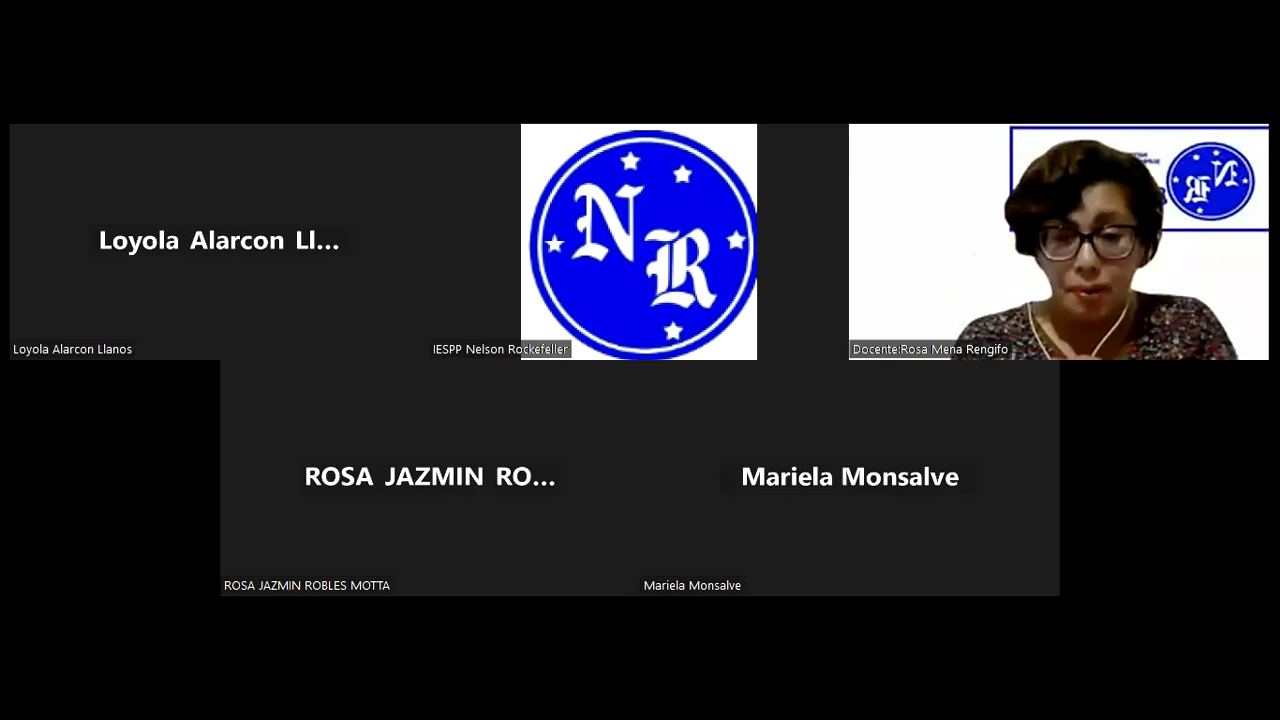 Loyola Alarcon Ll...
Loyola Alarcon Llanos
N
R
IESPP Nelson Rockefeller
N
R
Docente:Rosa Mena Rengifo
ROSA JAZMIN RO...
ROSA JAZMIN ROBLES MOTTA
Mariela Monsalve
Mariela Monsalve